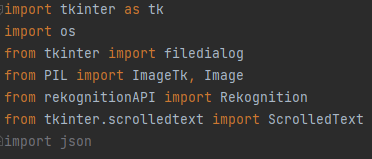 import tkinter as tk
import os
from tkinter import filedialog
from PIL import ImageTk, Image
from rekognitionAPI import Rekognition
from tkinter.scrolledtext import ScrolledText
import json